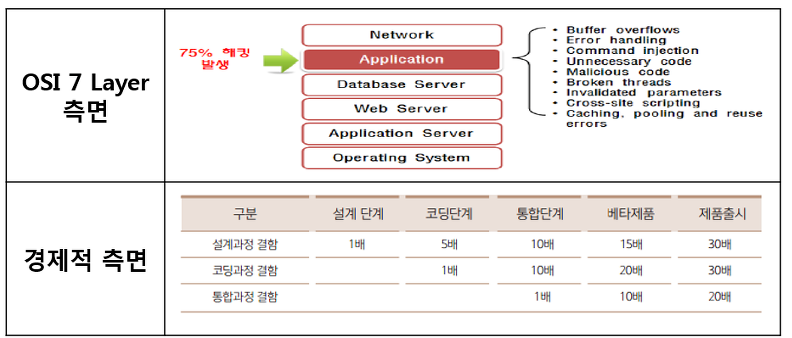 OSI 7 Layer
측면
75% 해킹
발생
Network
Application
Database Server
Web Server
Application Server
Operating System
• Buffer overflows
• Error handling
• Command injection
• Unnecessary code
• Malicious code
• Broken threads
• Invalidated parameters
• Cross-site scripting
• Caching, pooling and reuse
errors
경제적 측면
구분 설계 단계 코딩단계 통합단계 베타제품 제품출시
설계과정 결함 1배 5배 10배 15배 30배
코딩과정 결함 1배 10배 20배 30배
통합과정 결함 1배 10배 20배